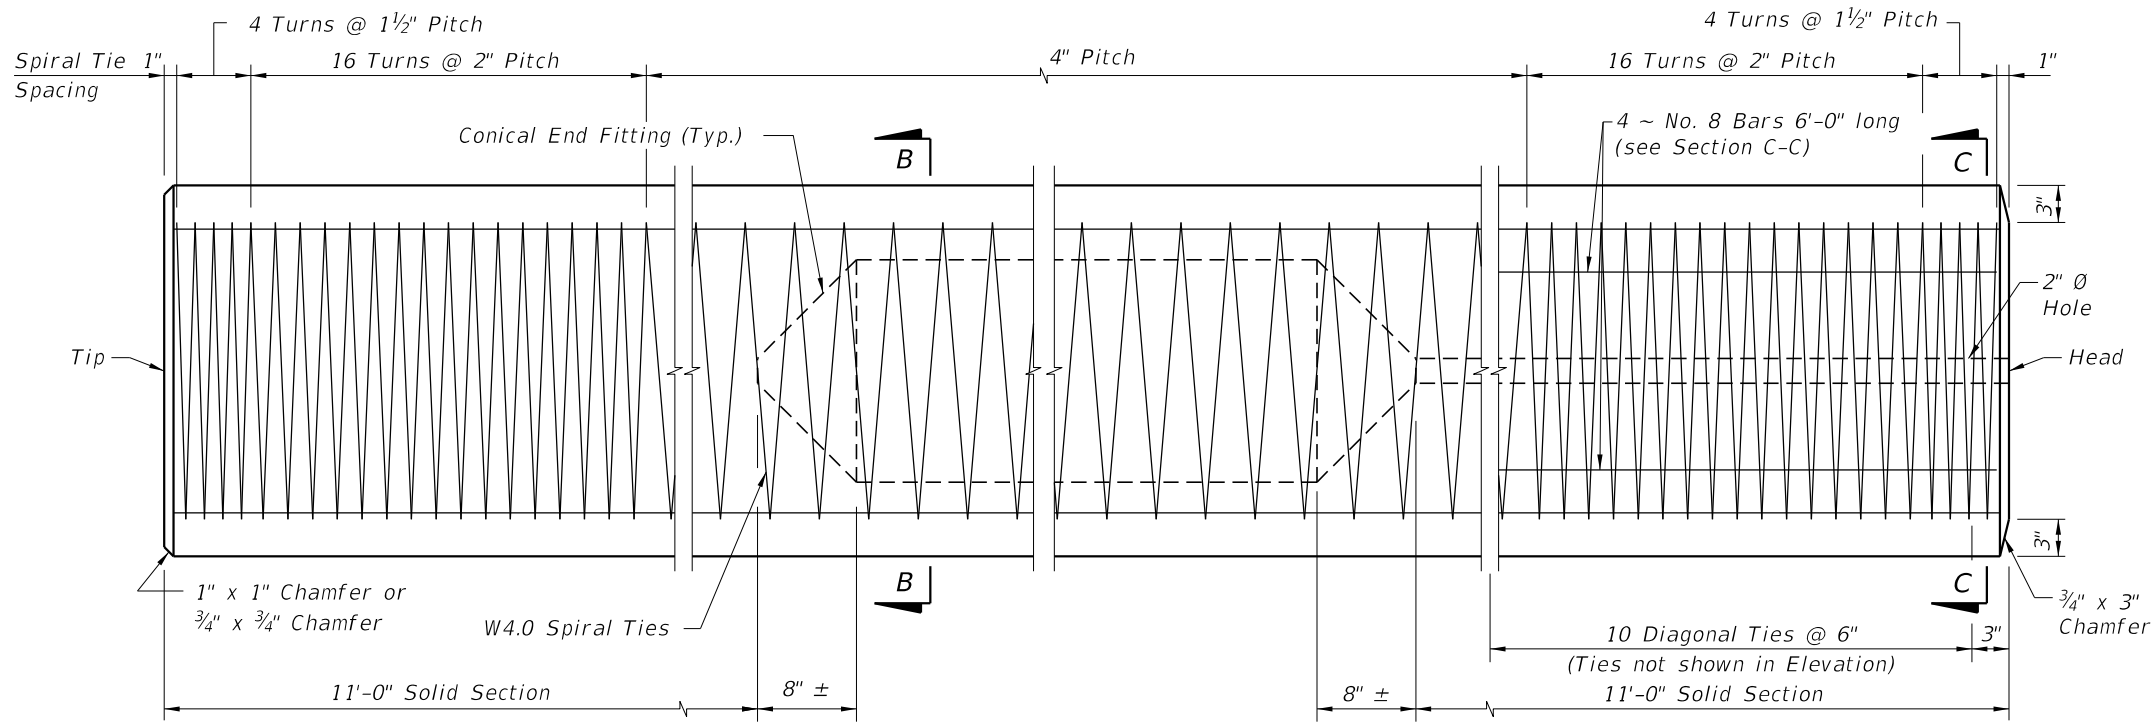 4 Turns @ 1½" Pitch
4 Turns @ 1½" Pitch
Spiral Tie 1"
Spacing
16 Turns @ 2" Pitch
4" Pitch
16 Turns @ 2" Pitch
1"
Conical End Fitting (Typ.)
B
4 ~ No. 8 Bars 6'-0" long
(see Section C-C)
C
3"
2" Ø
Hole
Tip
Head
3"
B
C
1" x 1" Chamfer or
¾" x ¾" Chamfer
W4.0 Spiral Ties
¾" x 3"
Chamfer
10 Diagonal Ties @ 6"
3"
(Ties not shown in Elevation)
11'-0" Solid Section
8" ±
8" ±
11'-0" Solid Section